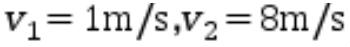 v₁ = 1m/s,v₂ = 8m/s